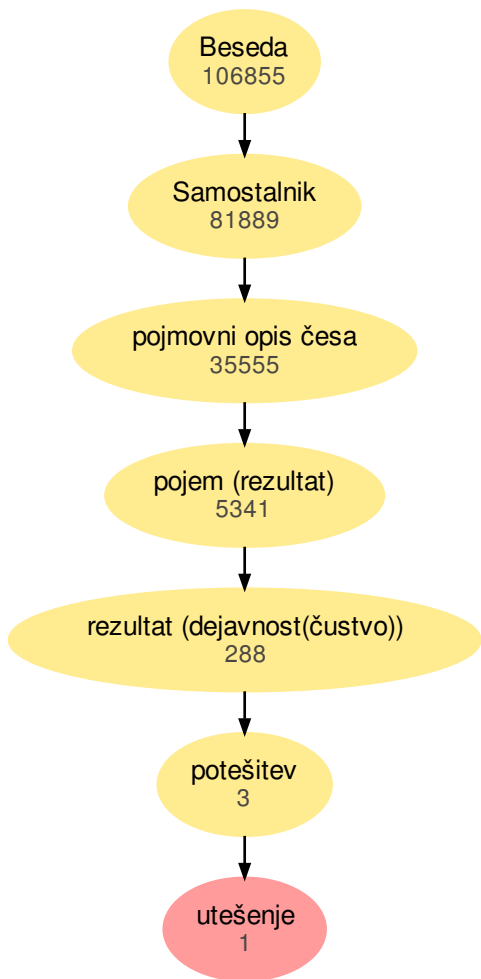 Beseda
106855
Samostalnik
81889
pojmovni opis česa
35555
pojem (rezultat)
5341
rezultat (dejavnost(čustvo))
288
potešitev
3
utešenje
1